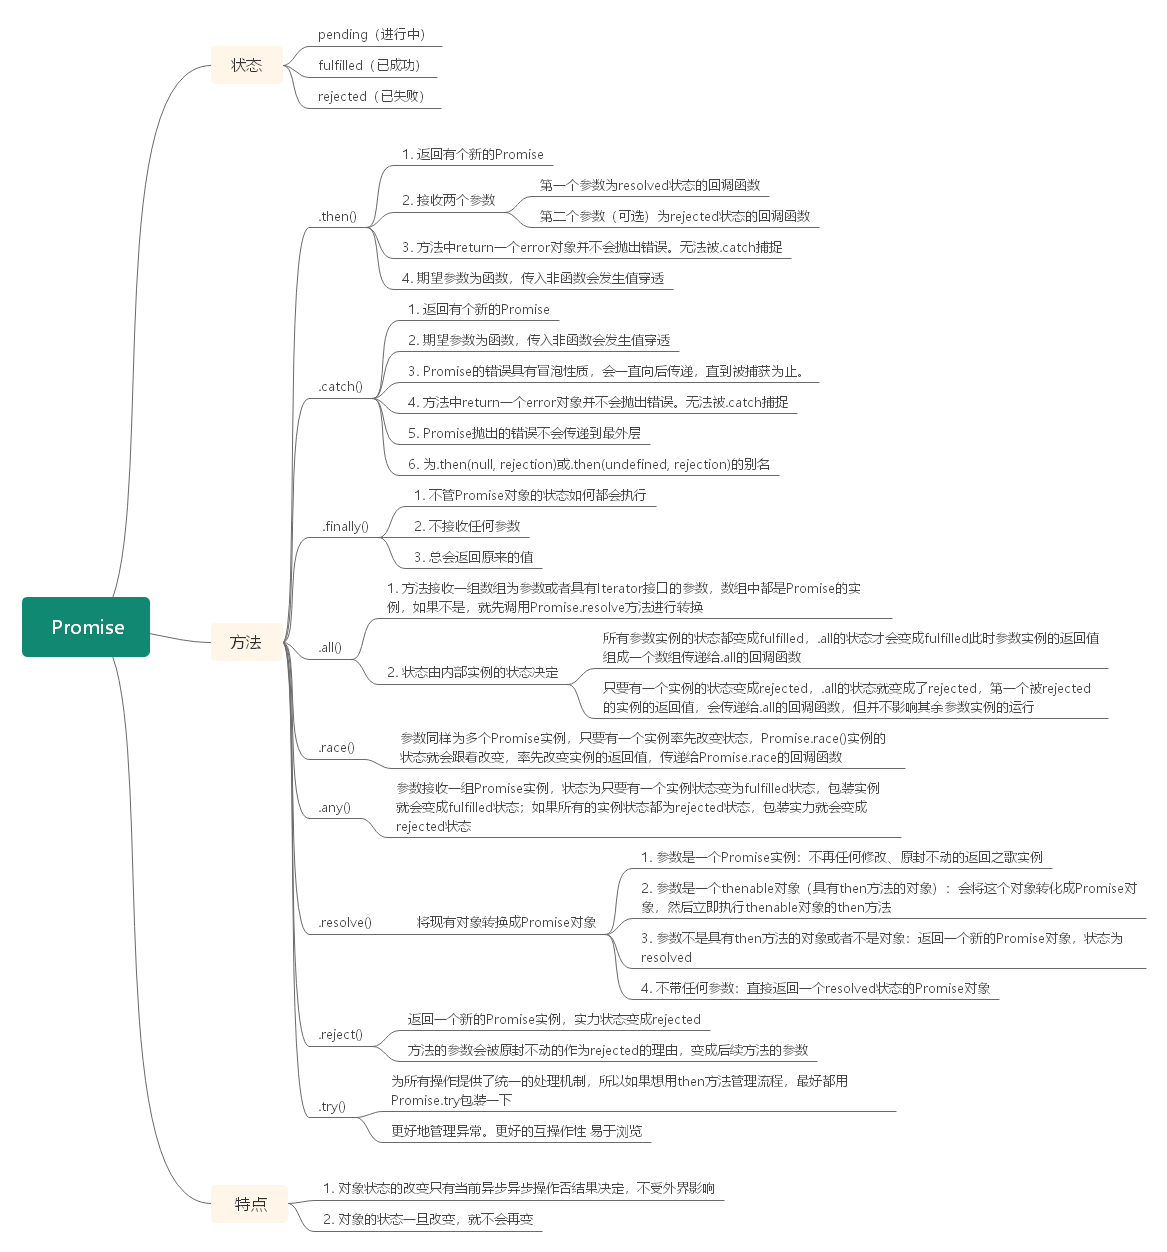 Promise
状态
pending（进行中）
fulfilled（已成功）
rejected（已失败）
方法
.then()
1. 返回有个新的Promise
2. 接收两个参数
第一个参数为resolved状态的回调函数
第二个参数（可选）为rejected状态的回调函数
3. 方法中return一个error对象并不会抛出错误。无法被.catch捕捉
4. 期望参数为函数，传入非函数会发生值穿透
.catch()
1. 返回有个新的Promise
2. 期望参数为函数，传入非函数会发生值穿透
3. Promise的错误具有冒泡性质，会一直向后传递，直到被捕获为止。
4. 方法中return一个error对象并不会抛出错误。无法被.catch捕捉
5. Promise抛出的错误不会传递到最外层
6. 为.then(null, rejection)或.then(undefined, rejection)的别名
.finally()
1. 不管Promise对象的状态如何都会执行
2. 不接收任何参数
3. 总会返回原来的值
.all()
1. 方法接收一组数组为参数或者具有Iterator接口的参数，数组中都是Promise的实
例，如果不是，就先调用Promise.resolve方法进行转换
2. 状态由内部实例的状态决定
所有参数实例的状态都变成fulfilled，.all的状态才会变成fulfilled此时参数实例的返回值
组成一个数组传递给.all的回调函数
只要有一个实例的状态变成rejected，.all的状态就变成了rejected，第一个被rejected
的实例的返回值，会传递给.all的回调函数，但并不影响其余参数实例的运行
.race()
参数同样为多个Promise实例，只要有一个实例率先改变状态，Promise.race()实例的
状态就会跟着改变，率先改变实例的返回值，传递给Promise.race的回调函数
.any()
参数接收一组Promise实例，状态为只要有一个实例状态变为fulfilled状态，包装实例
就会变成fulfilled状态；如果所有的实例状态都为rejected状态，包装实力就会变成
rejected状态
.resolve()
将现有对象转换成Promise对象
1. 参数是一个Promise实例：不再任何修改、原封不动的返回之歌实例
2. 参数是一个thenable对象（具有then方法的对象）：会将这个对象转化成Promise对
象，然后立即执行thenable对象的then方法
3. 参数不是具有then方法的对象或者不是对象：返回一个新的Promise对象，状态为
resolved
4. 不带任何参数：直接返回一个resolved状态的Promise对象
.reject()
返回一个新的Promise实例，实力状态变成rejected
方法的参数会被原封不动的作为rejected的理由，变成后续方法的参数
.try()
为所有操作提供了统一的处理机制，所以如果想用then方法管理流程，最好都用
Promise.try包装一下
更好地管理异常。更好的互操作性 易于浏览
特点
1. 对象状态的改变只有当前异步异步操作否结果决定，不受外界影响
2. 对象的状态一旦改变，就不会再变